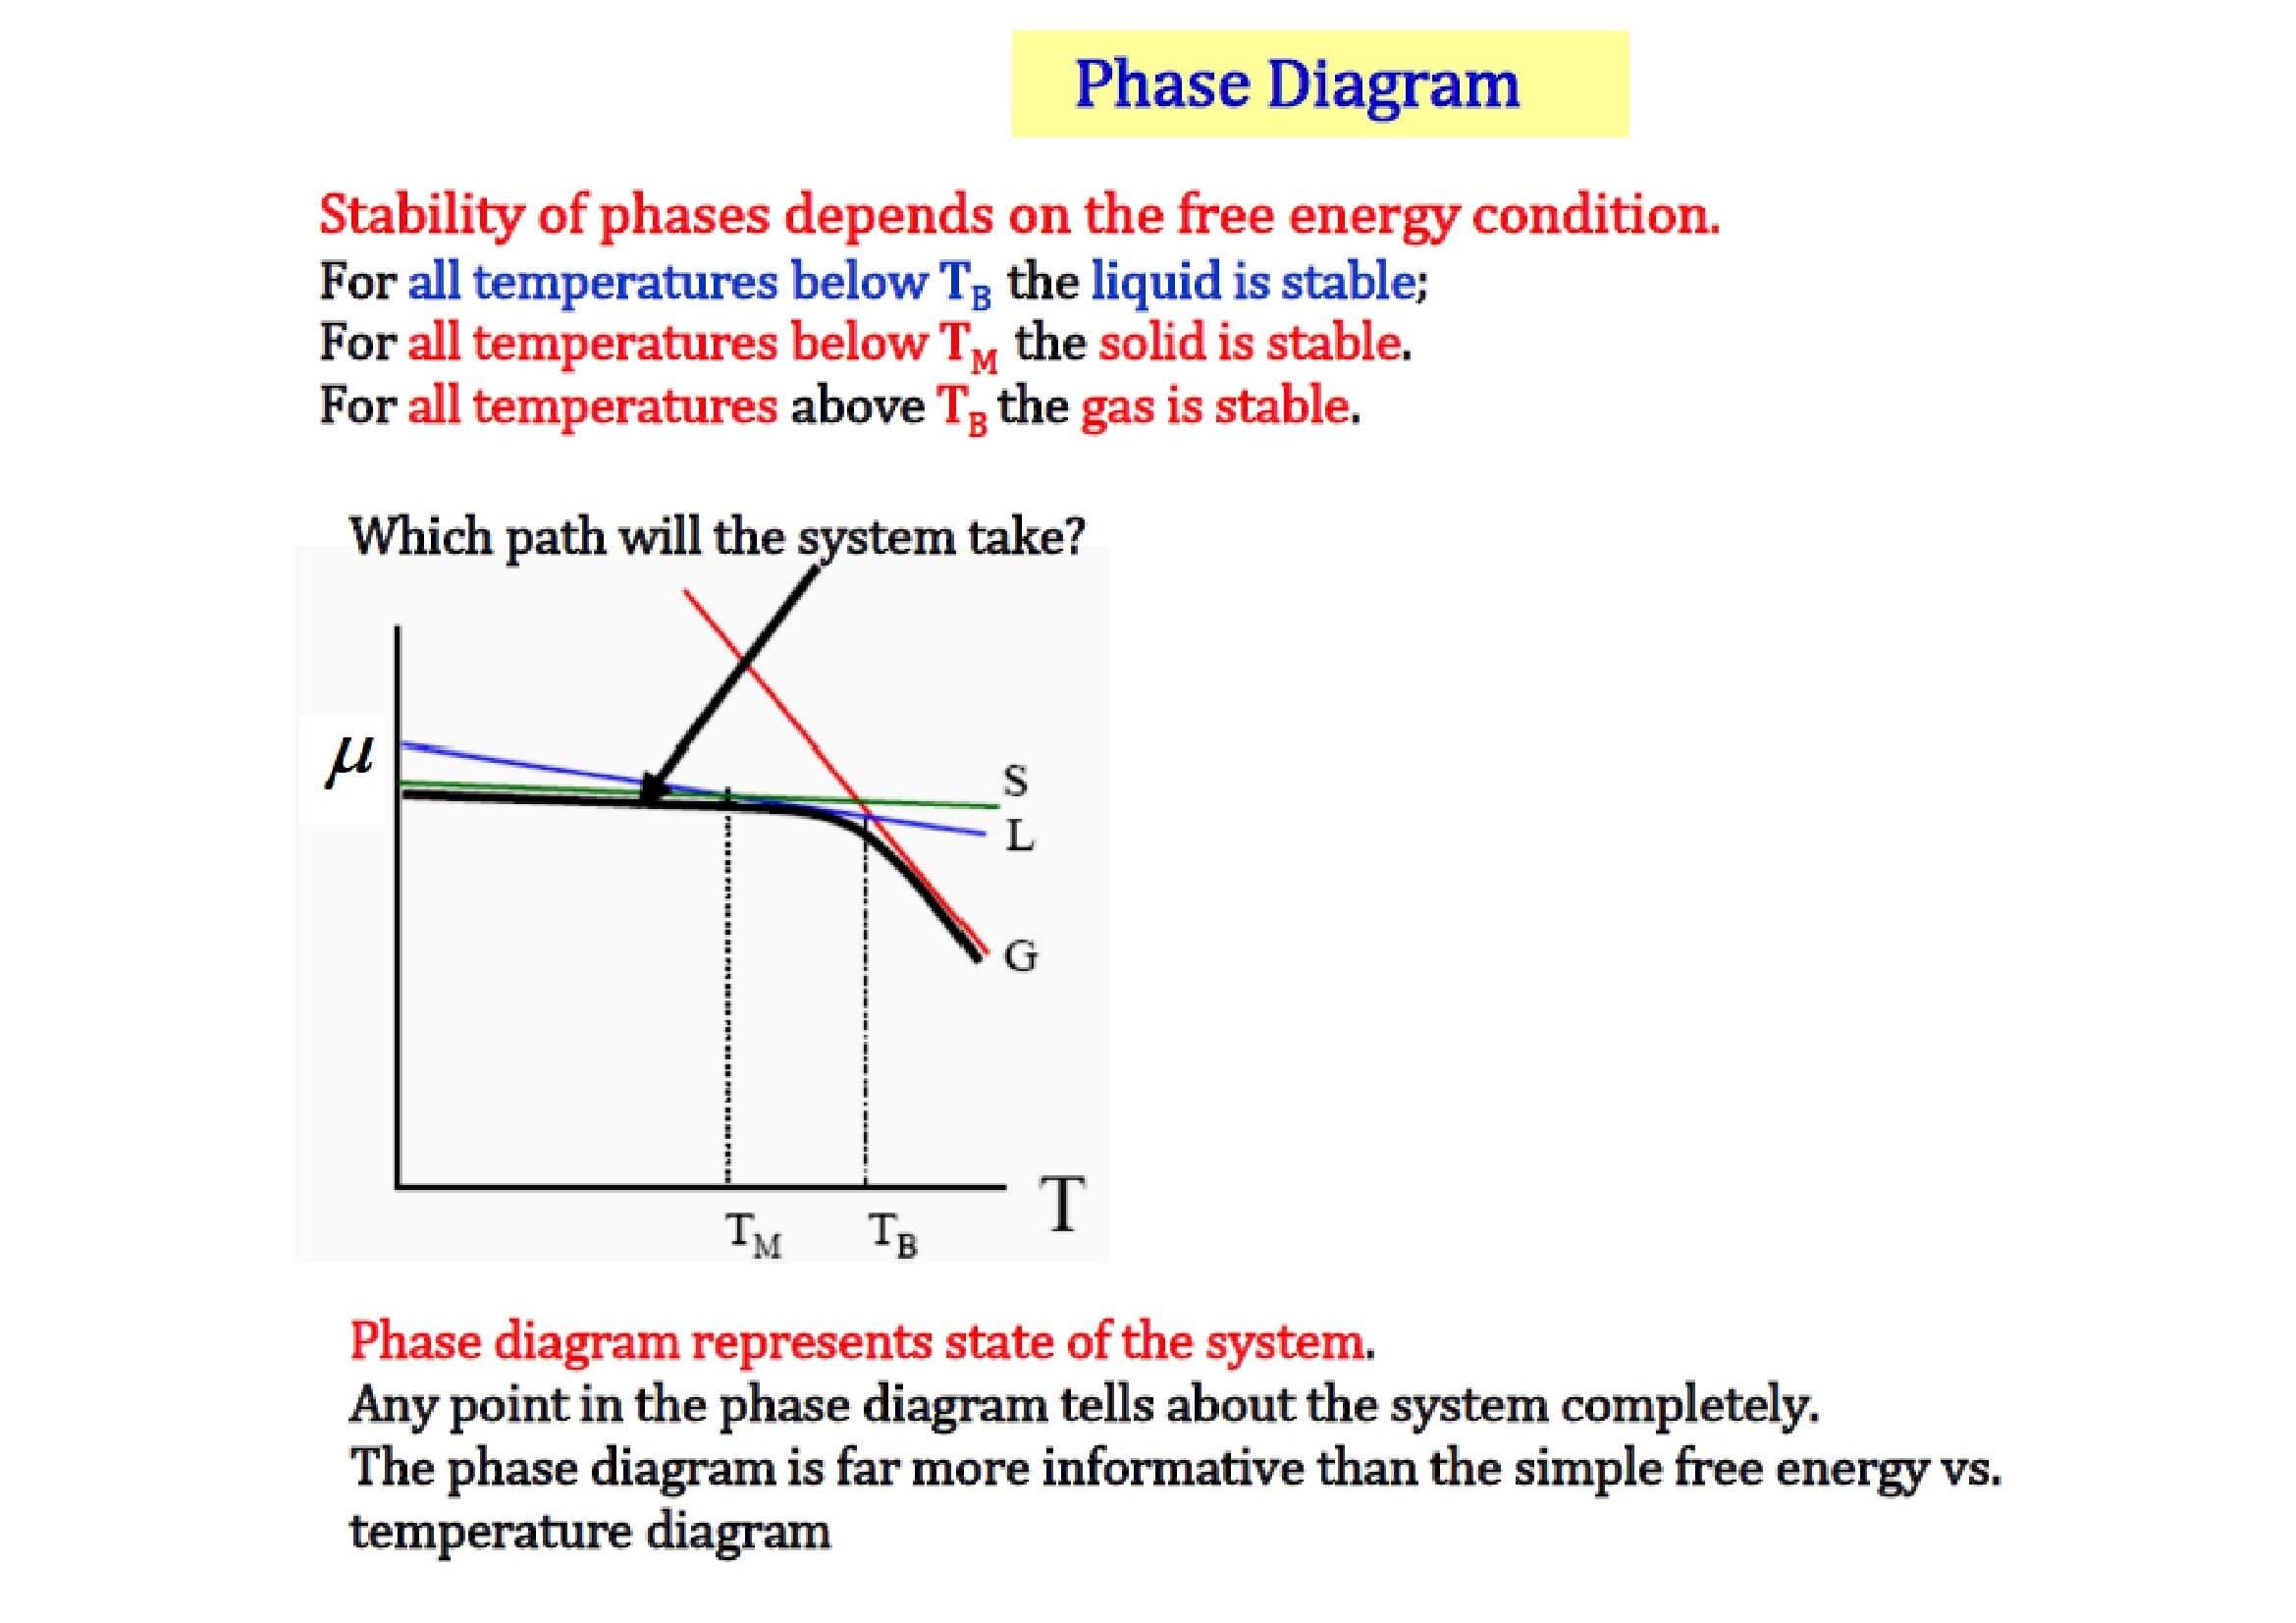 Phase Diagram
Stability of phases depends on the free energy condition.
For all temperatures below T_B the liquid is stable;
For all temperatures below T_M the solid is stable.
For all temperatures above T_B the gas is stable.
Which path will the system take?
μ
S
L
G
T
T_M T_B
Phase diagram represents state of the system.
Any point in the phase diagram tells about the system completely.
The phase diagram is far more informative than the simple free energy vs.
temperature diagram